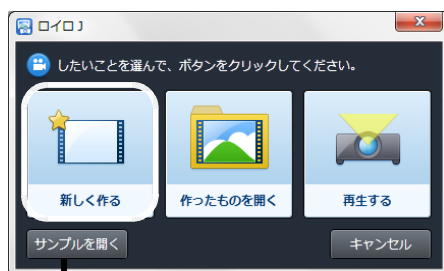 ロイロJ
したいことを選んで、ボタンをクリックしてください。
新しく作る
作ったものを開く
再生する
サンプルを開く
キャンセル